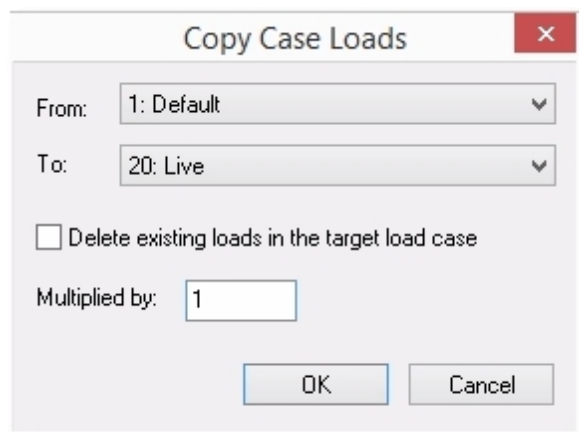 Copy Case Loads
From: 1: Default
To: 20: Live
Delete existing loads in the target load case
Multiplied by: 1
OK Cancel